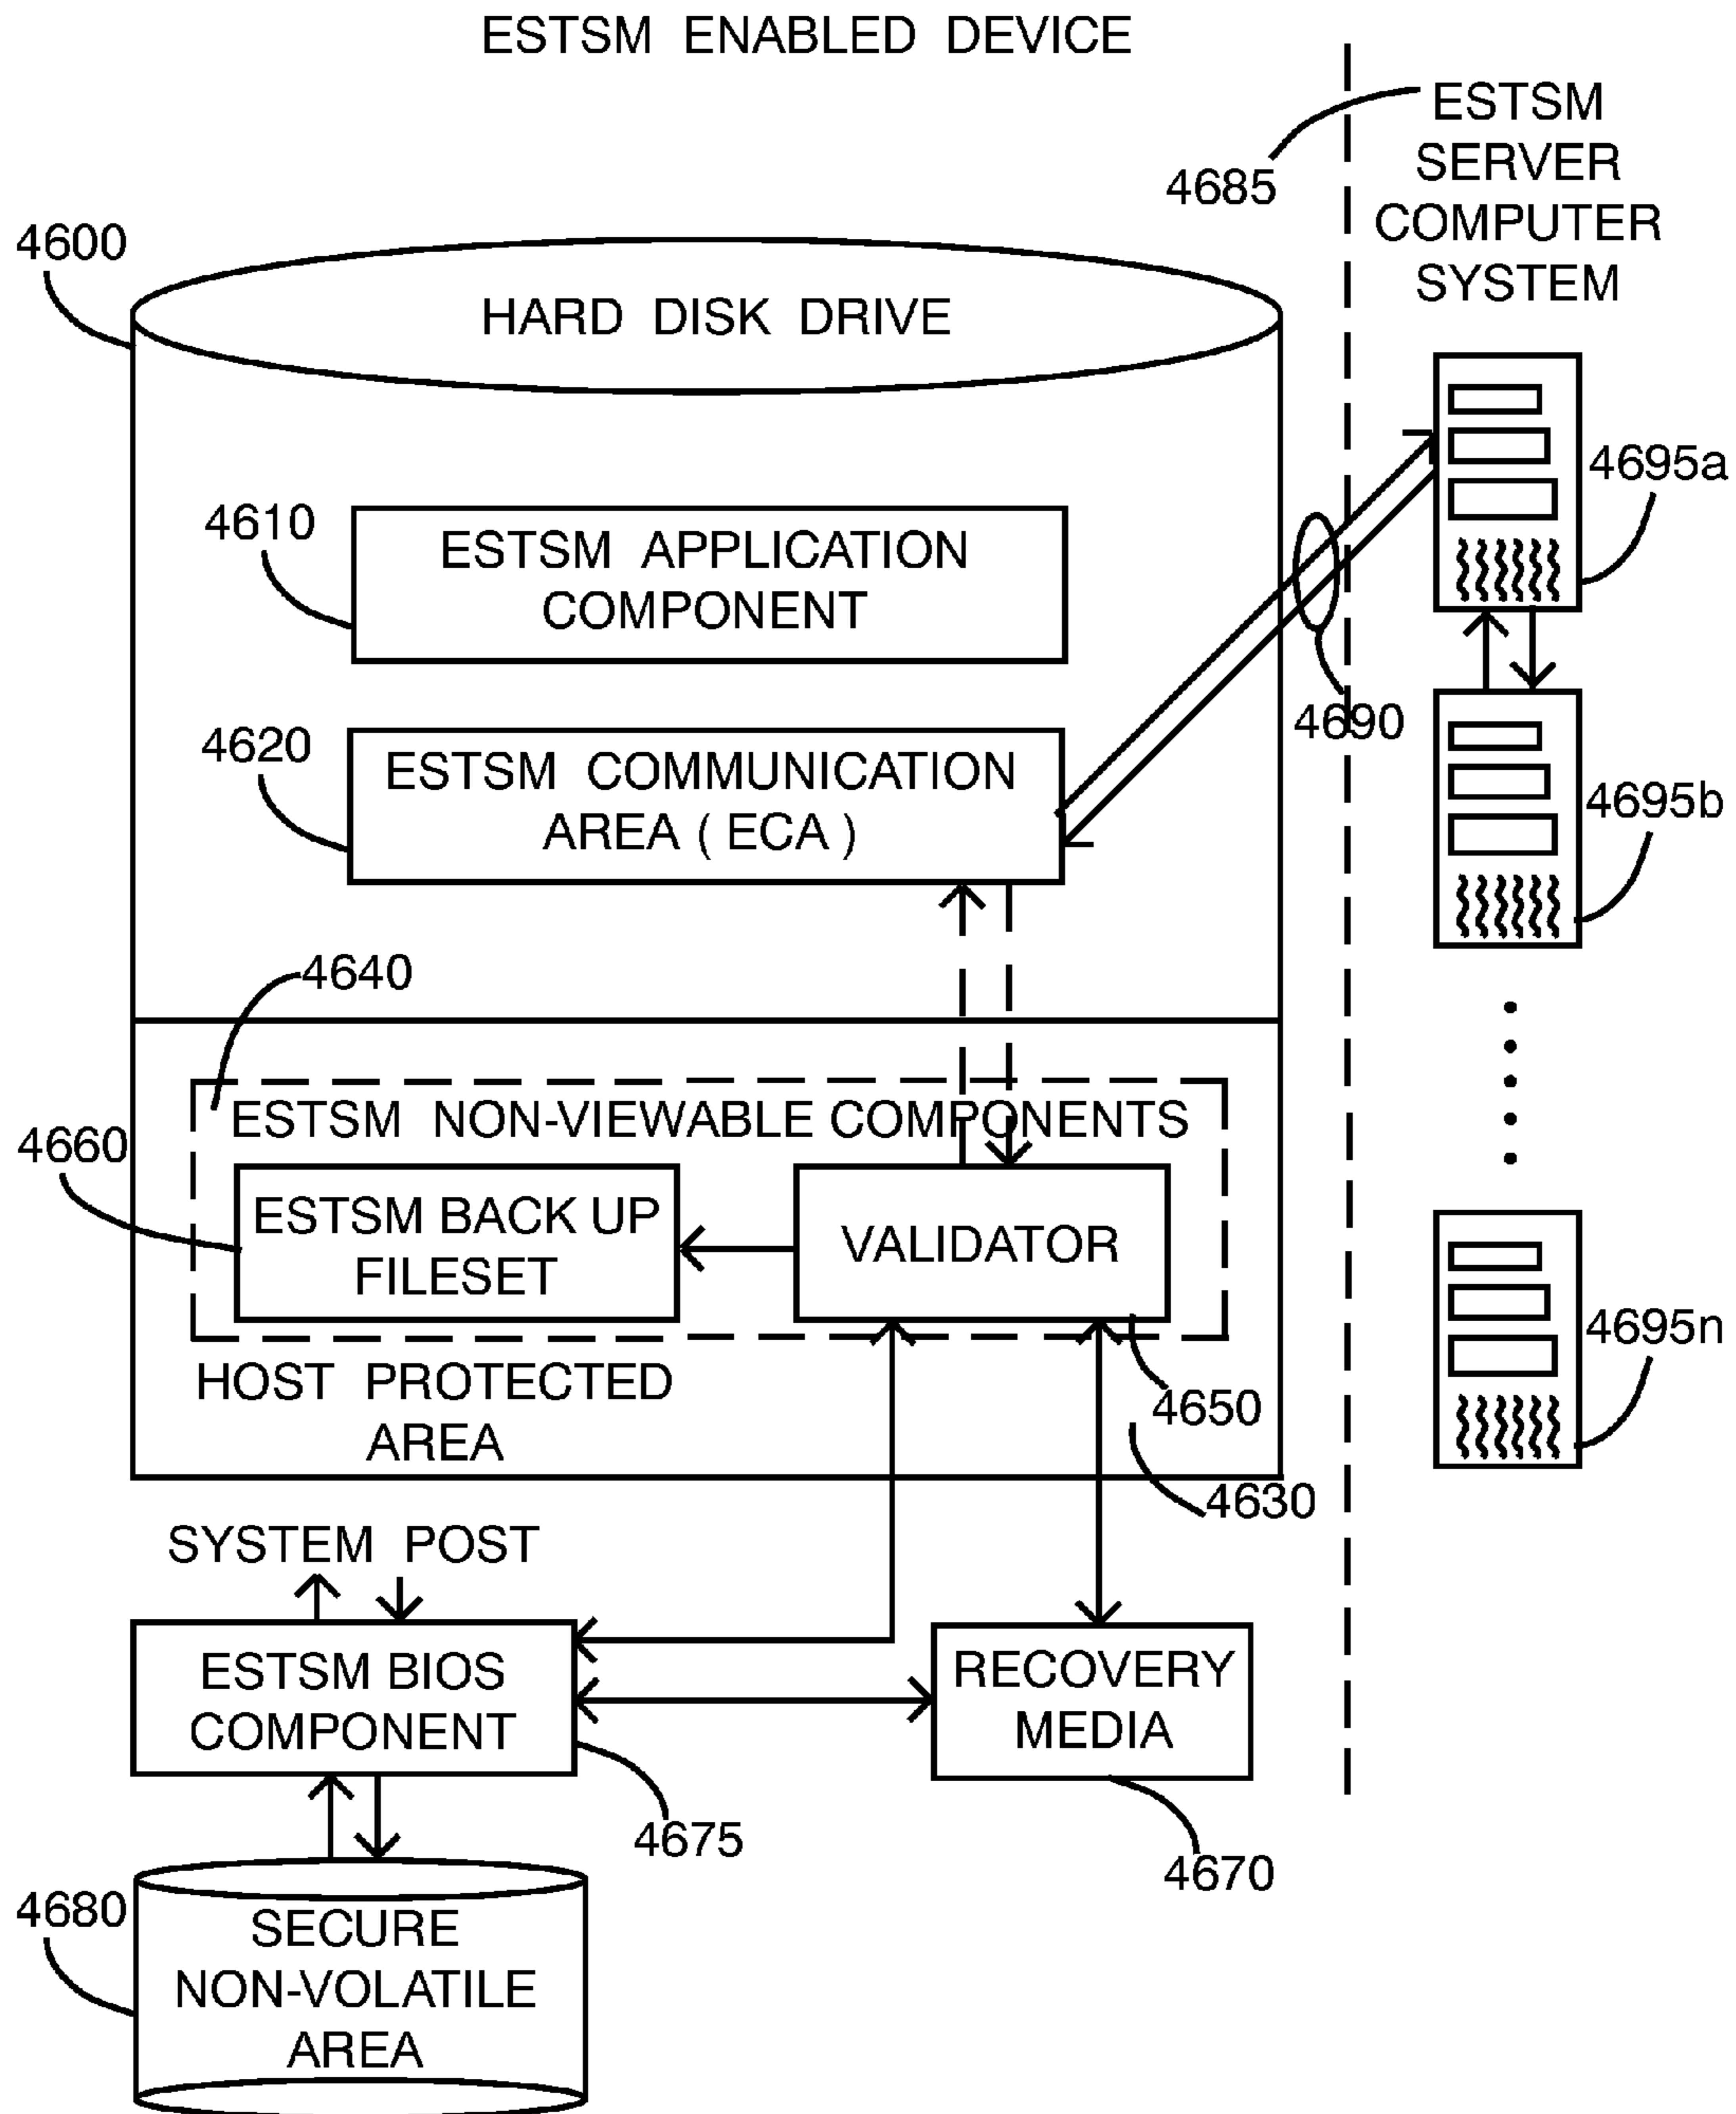 ESTSM ENABLED DEVICE
4685
ESTSM
SERVER
COMPUTER
SYSTEM
4600
HARD DISK DRIVE
4695a
4610
ESTSM APPLICATION
COMPONENT
4690
4620
ESTSM COMMUNICATION
AREA ( ECA )
4695b
4640
ESTSM NON-VIEWABLE COMPONENTS
4660
ESTSM BACK UP
FILESET
VALIDATOR
4695n
HOST PROTECTED
AREA
4650
4630
SYSTEM POST
ESTSM BIOS
COMPONENT
RECOVERY
MEDIA
4675
4670
4680
SECURE
NON-VOLATILE
AREA